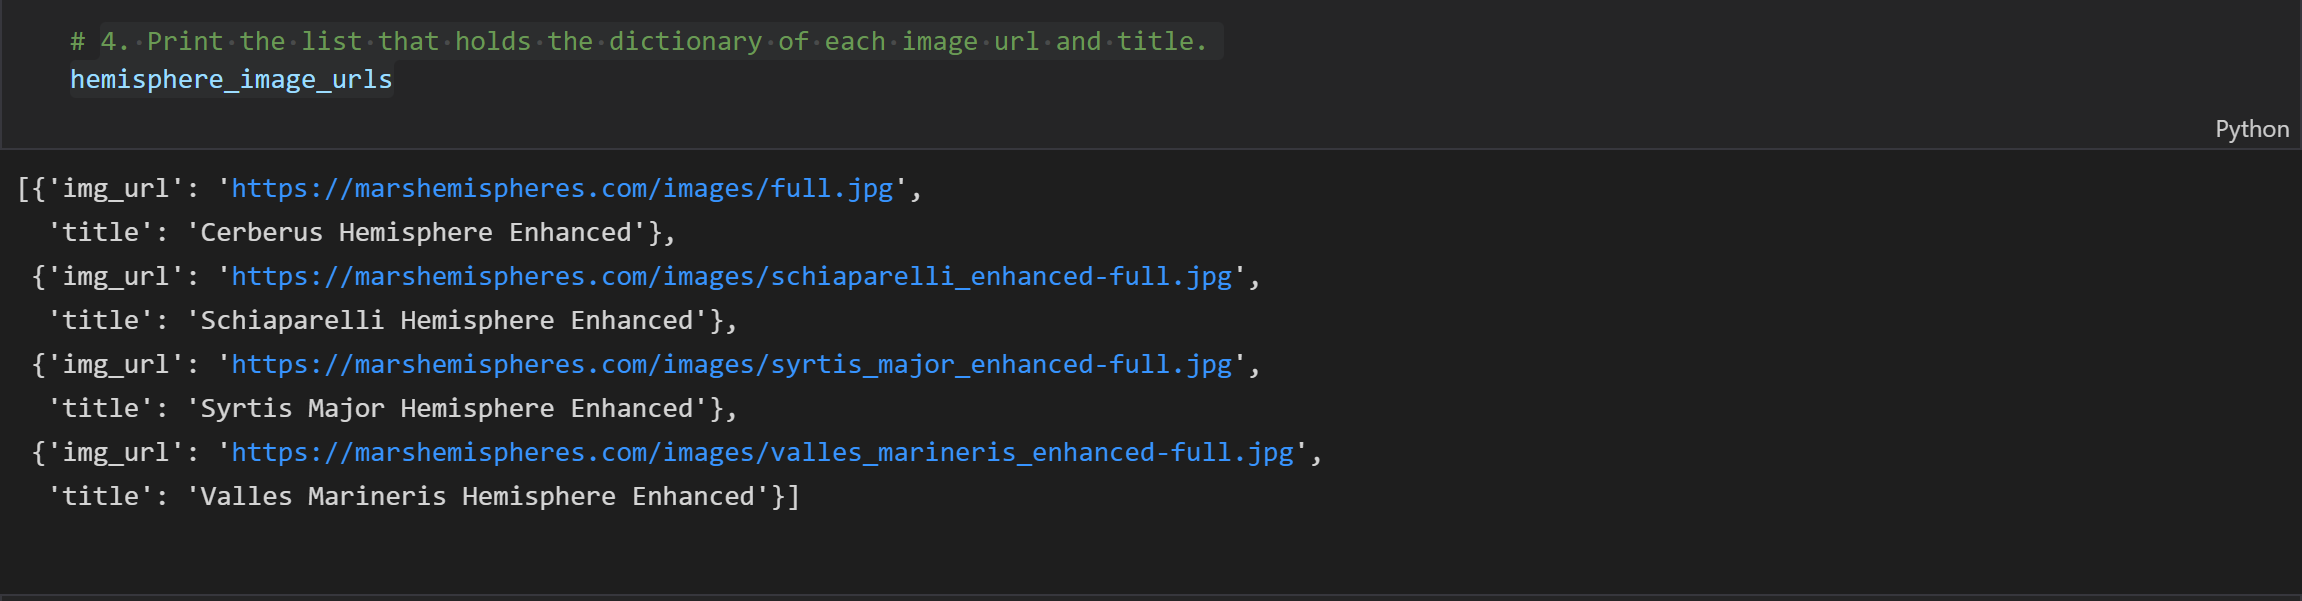 # 4. Print the list that holds the dictionary of each image url and title.
hemisphere_image_urls
Python
[{'img_url': 'https://marshemispheres.com/images/full.jpg',
  'title': 'Cerberus Hemisphere Enhanced'},
 {'img_url': 'https://marshemispheres.com/images/schiaparelli_enhanced-full.jpg',
  'title': 'Schiaparelli Hemisphere Enhanced'},
 {'img_url': 'https://marshemispheres.com/images/syrtis_major_enhanced-full.jpg',
  'title': 'Syrtis Major Hemisphere Enhanced'},
 {'img_url': 'https://marshemispheres.com/images/valles_marineris_enhanced-full.jpg',
  'title': 'Valles Marineris Hemisphere Enhanced'}]